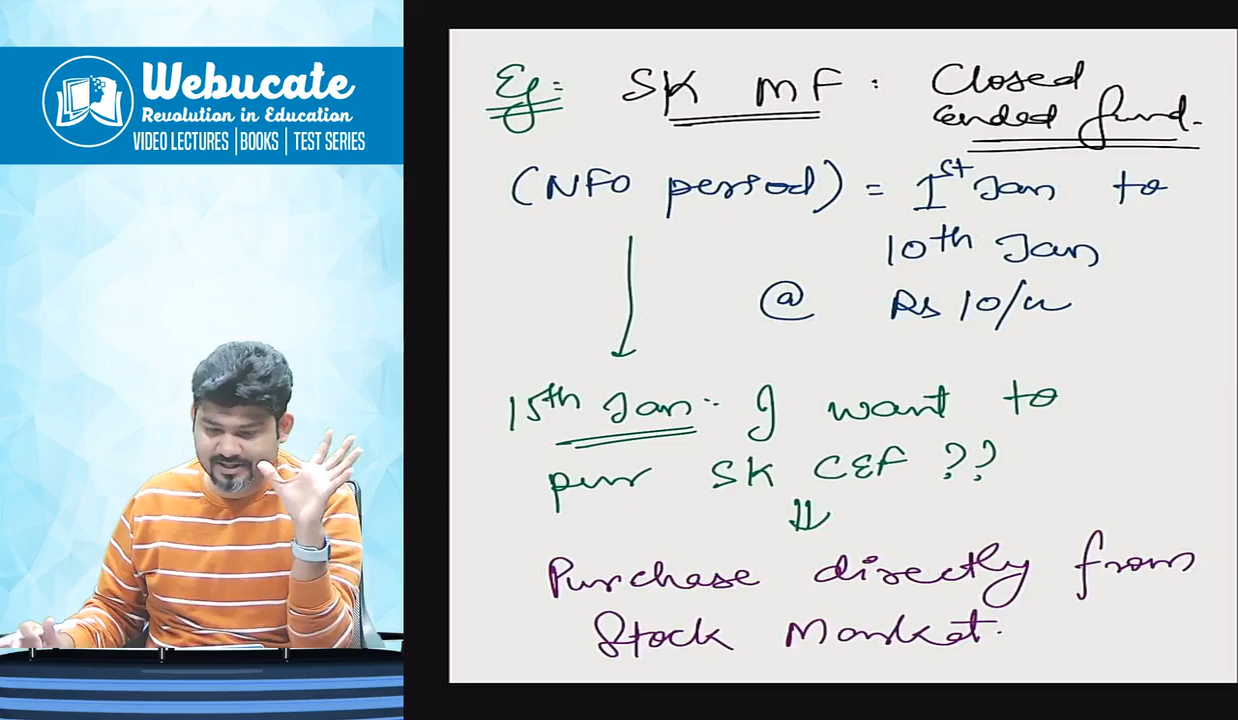 Webucate
Revolution in Education
VIDEO LECTURES | BOOKS | TEST SERIES
Eg:= SK MF : Closed
ended fund.
(NFO period) = 1st Jan to
10th Jan
@ Rs 10/u
15th Jan:- I want to
pur SK CEF ??
Purchase directly from
Stock Market.